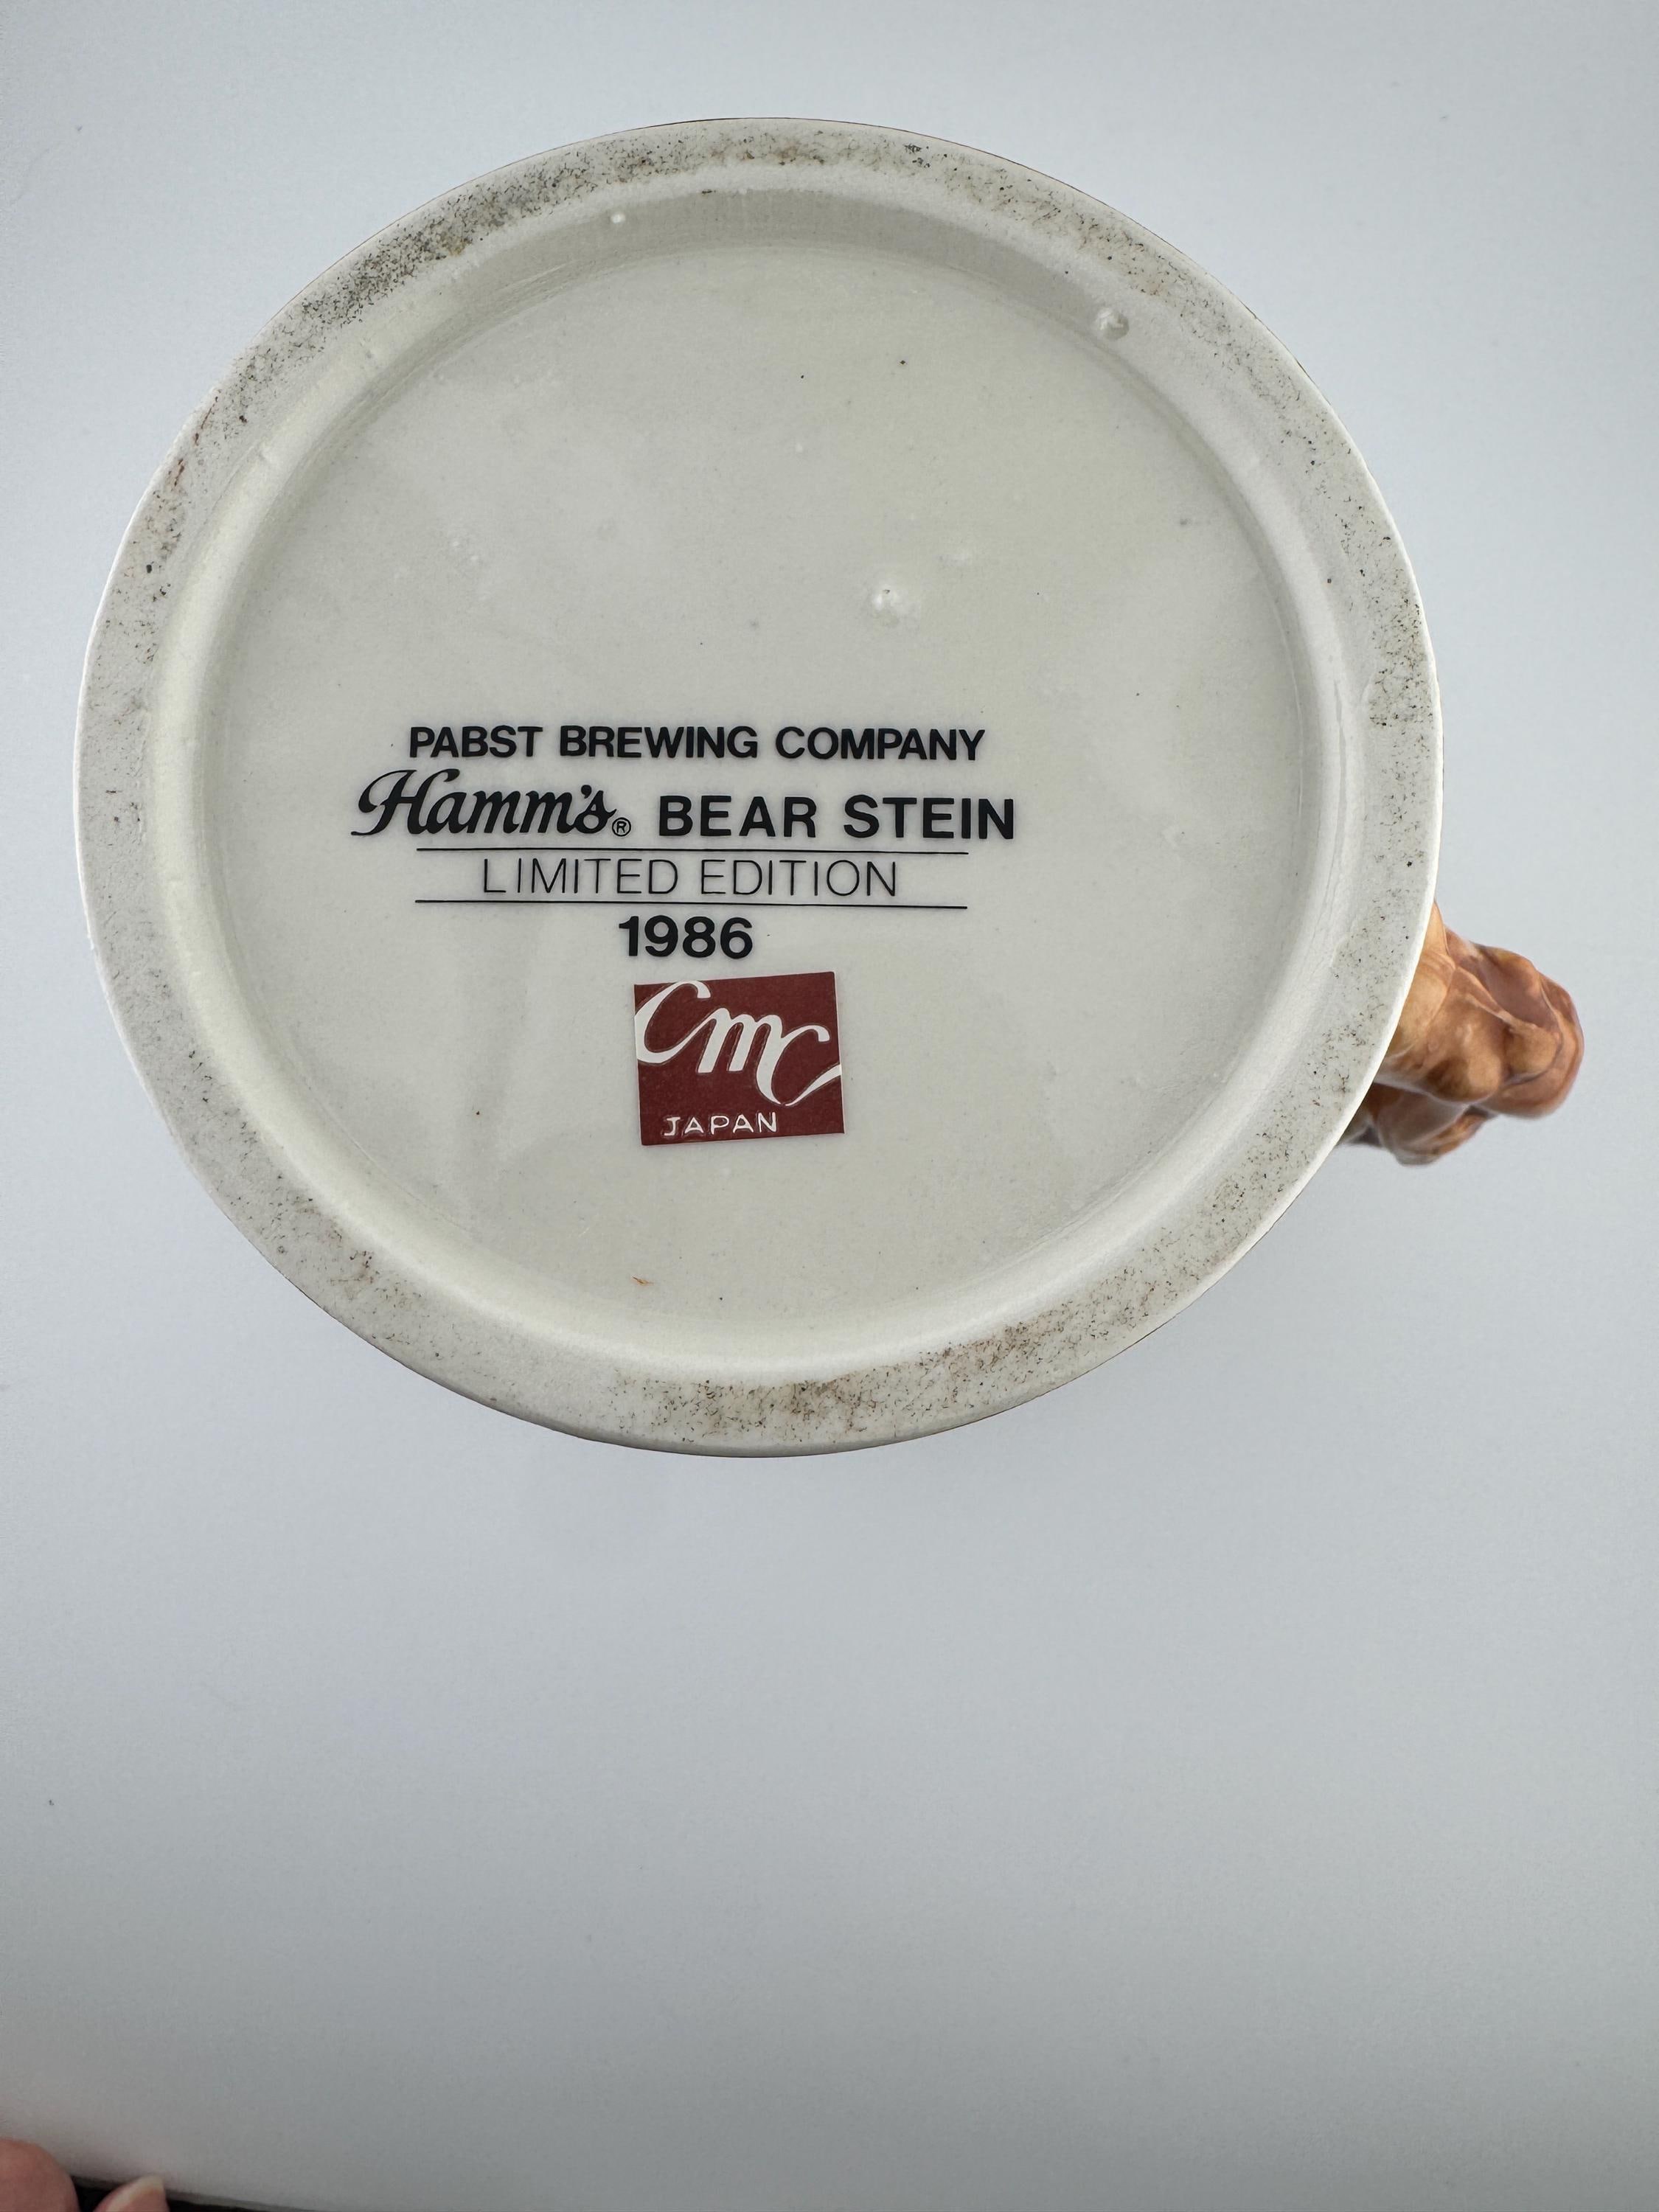 PABST BREWING COMPANY
Hamm's® BEAR STEIN
LIMITED EDITION
1986
CMC
JAPAN